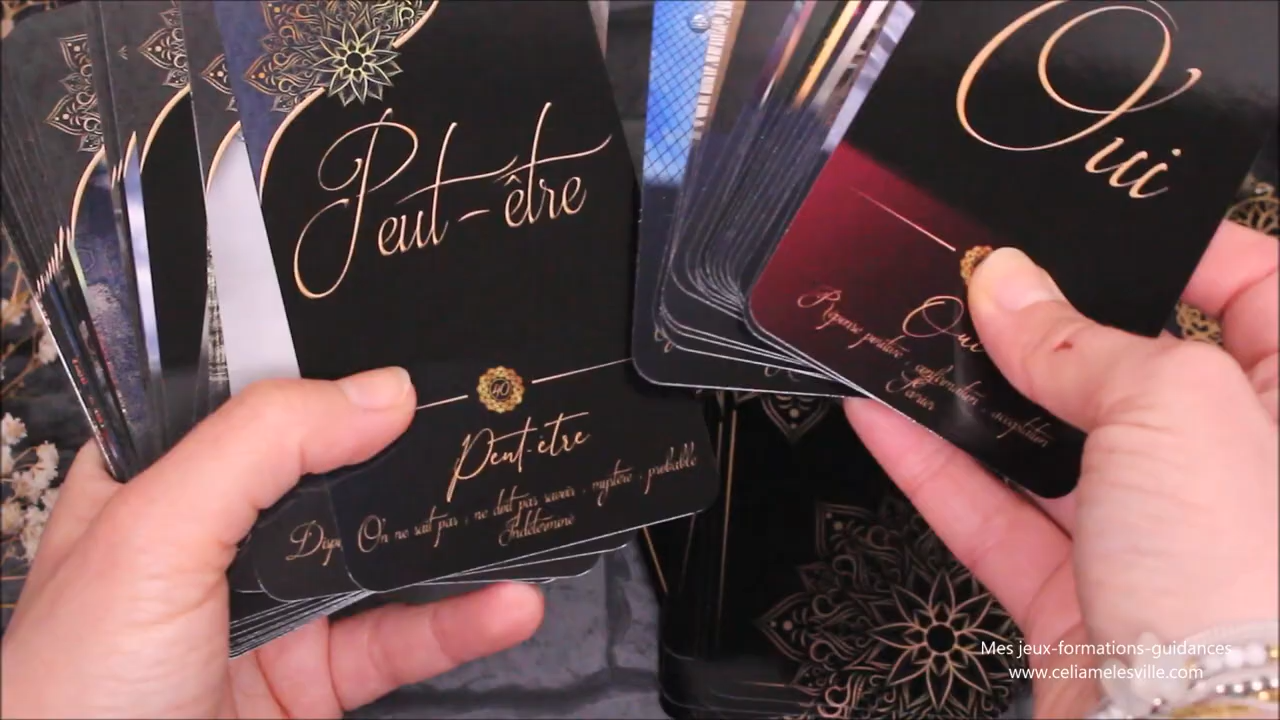 Peut-être
40
Peut-être
On ne sait pas, ne doit pas savoir, mystère, probable
Indéterminé
Oui
Oui
Réponse positive, confirmation, acceptation
Mes jeux-formations-guidances
www.celiamelesville.com